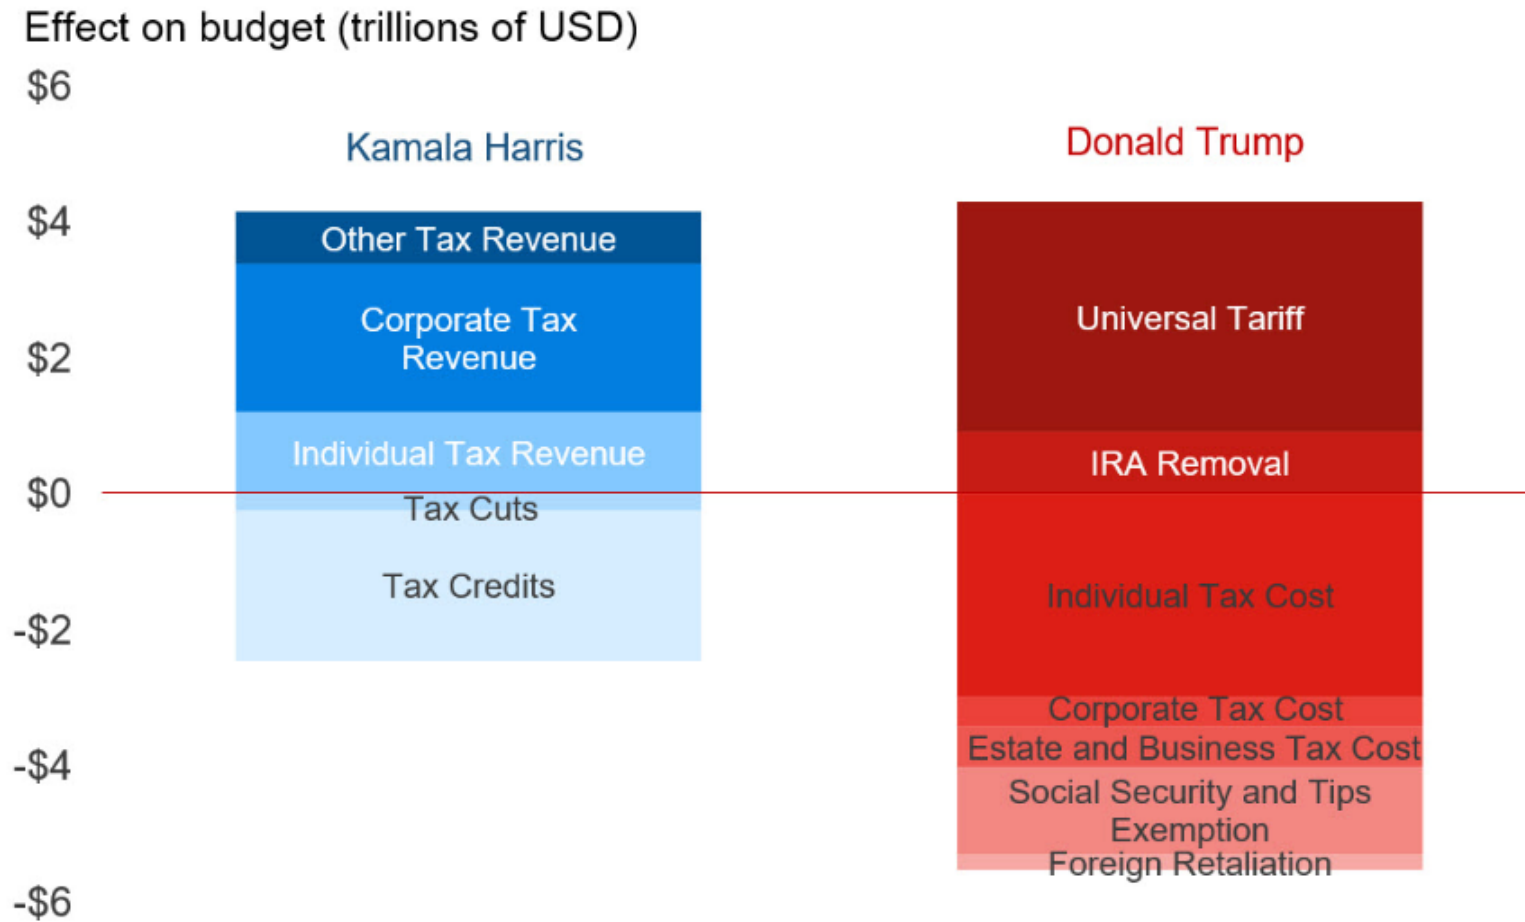 Effect on budget (trillions of USD)
$6
Kamala Harris
Donald Trump
$4
Other Tax Revenue
Corporate Tax
Revenue
Universal Tariff
$2
Individual Tax Revenue
IRA Removal
$0
Tax Cuts
Tax Credits
Individual Tax Cost
-$2
Corporate Tax Cost
Estate and Business Tax Cost
-$4
Social Security and Tips
Exemption
Foreign Retaliation
-$6